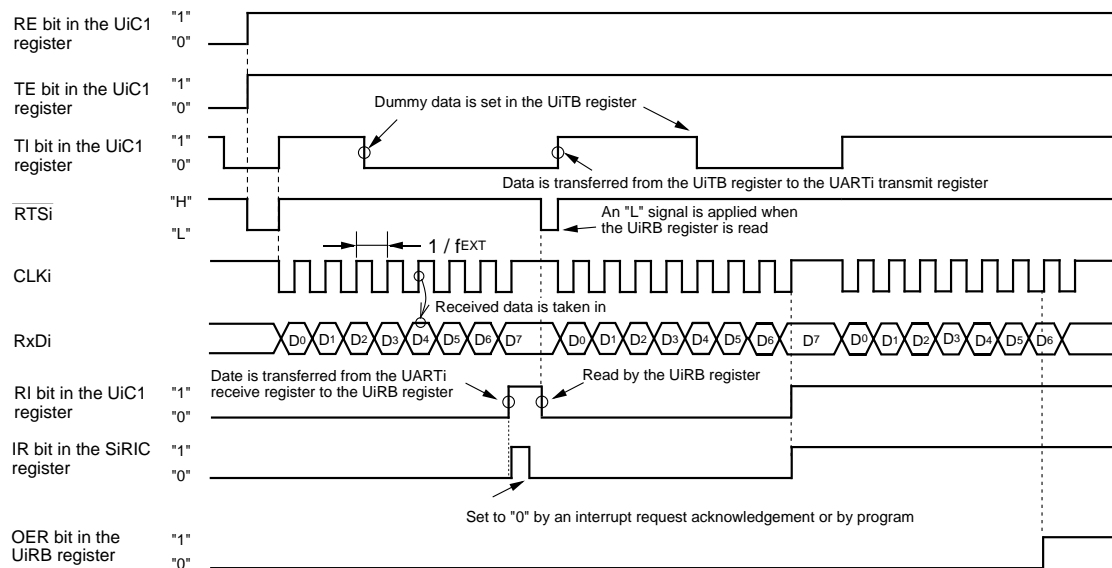 RE bit in the UiC1
register
"1"
"0"
TE bit in the UiC1
register
"1"
"0"
Dummy data is set in the UiTB register
TI bit in the UiC1
register
"1"
"0"
Data is transferred from the UiTB register to the UARTi transmit register
RTSi
"H"
"L"
An "L" signal is applied when
the UiRB register is read
1 / fEXT
CLKi
Received data is taken in
RxDi
D0 D1 D2 D3 D4 D5 D6 D7 D0 D1 D2 D3 D4 D5 D6 D7 D0 D1 D2 D3 D4 D5 D6
Date is transferred from the UARTi
receive register to the UiRB register
Read by the UiRB register
RI bit in the UiC1
register
"1"
"0"
IR bit in the SiRIC
register
"1"
"0"
Set to "0" by an interrupt request acknowledgement or by program
OER bit in the
UiRB register
"1"
"0"